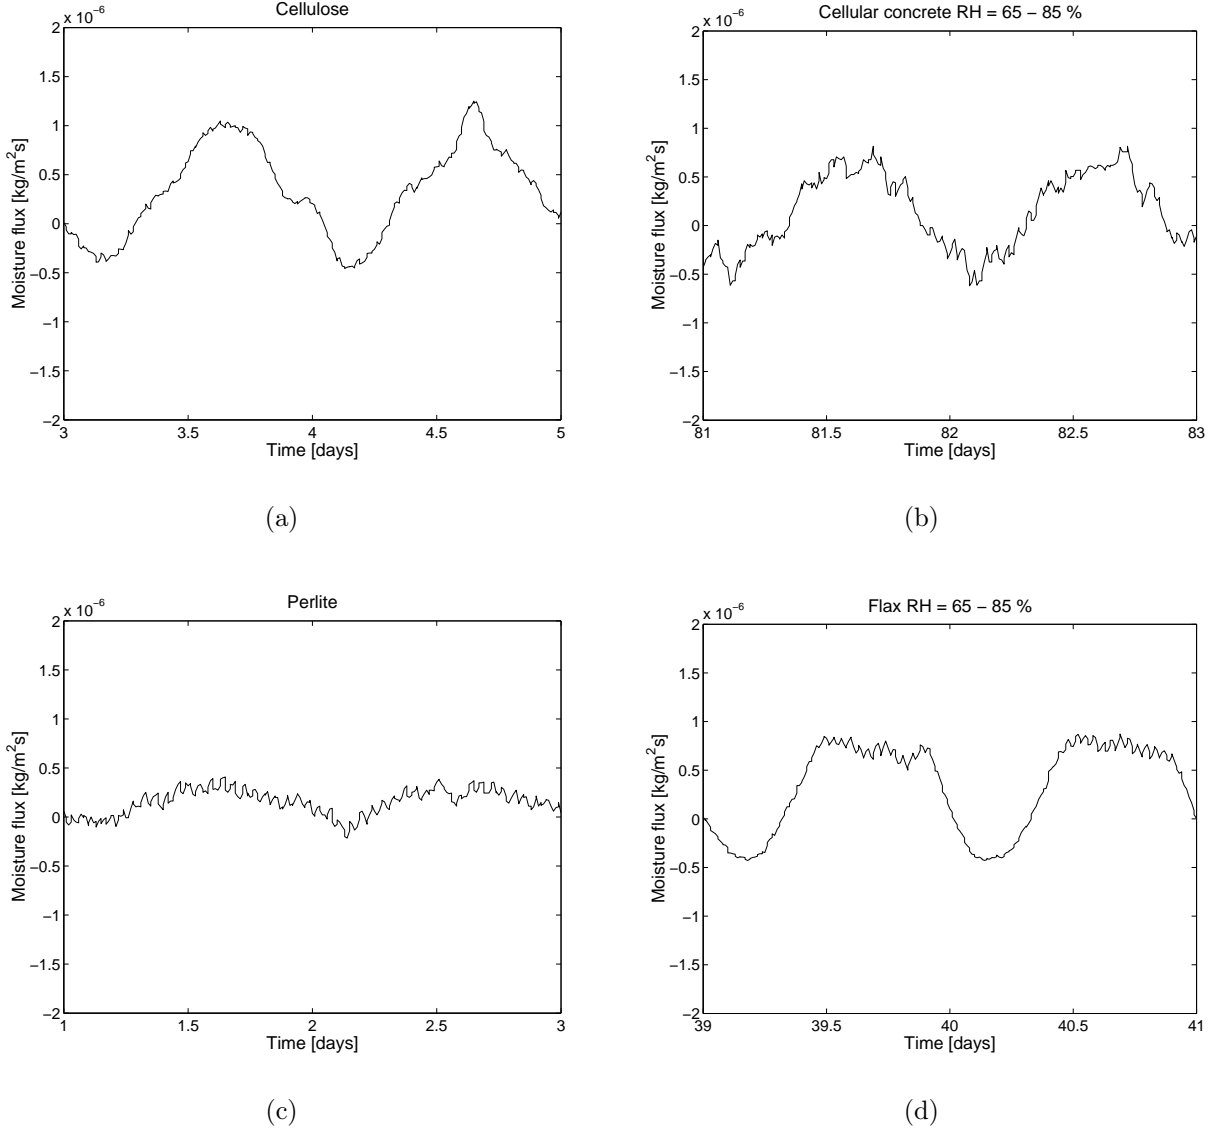 Cellulose
x 10⁻⁶
2
1.5
1
0.5
0
−0.5
−1
−1.5
−2
Moisture flux [kg/m²s]
3 3.5 4 4.5 5
Time [days]
(a)
Cellular concrete RH = 65 − 85 %
x 10⁻⁶
2
1.5
1
0.5
0
−0.5
−1
−1.5
−2
Moisture flux [kg/m²s]
81 81.5 82 82.5 83
Time [days]
(b)
Perlite
x 10⁻⁶
2
1.5
1
0.5
0
−0.5
−1
−1.5
−2
Moisture flux [kg/m²s]
1 1.5 2 2.5 3
Time [days]
(c)
Flax RH = 65 − 85 %
x 10⁻⁶
2
1.5
1
0.5
0
−0.5
−1
−1.5
−2
Moisture flux [kg/m²s]
39 39.5 40 40.5 41
Time [days]
(d)